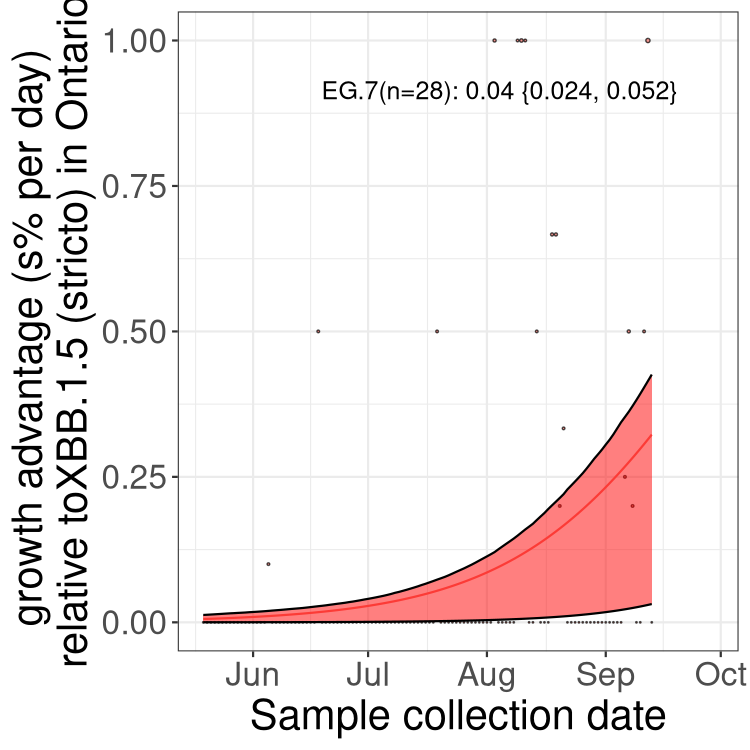 growth advantage (s% per day)
relative toXBB.1.5 (stricto) in Ontario
1.00
EG.7(n=28): 0.04 {0.024, 0.052}
0.75
0.50
0.25
0.00
Jun Jul Aug Sep Oct
Sample collection date